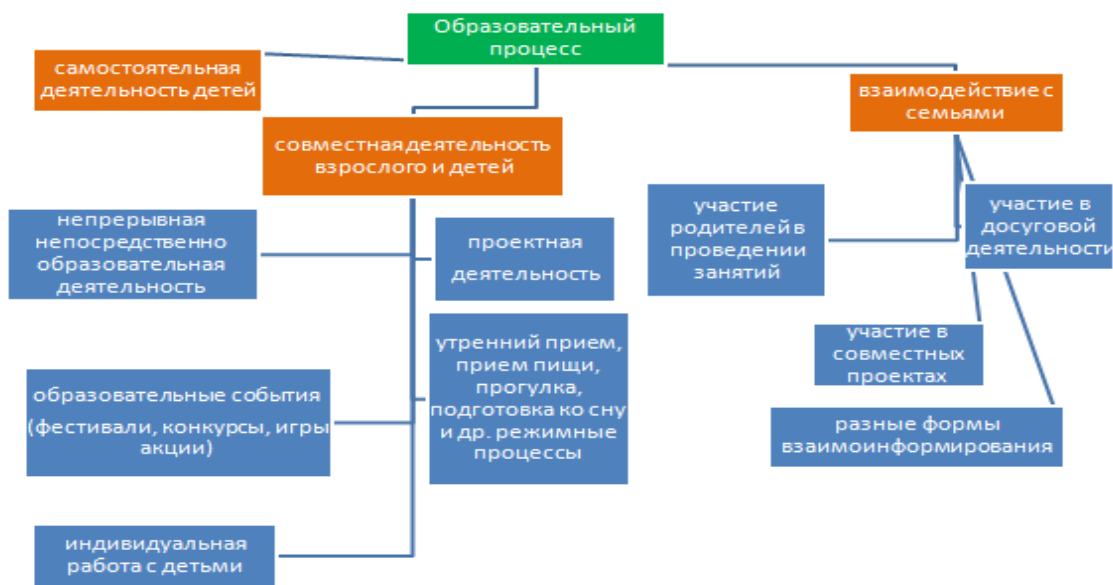 Образовательный
процесс
самостоятельная
деятельность детей
взаимодействие с
семьями
совместная деятельность
взрослого и детей
непрерывная
непосредственно
образовательная
деятельность
проектная
деятельность
участие
родителей в
проведении
занятий
участие в
досуговой
деятельности
образовательные события
(фестивали, конкурсы, игры
акции)
утренний прием,
прием пищи,
прогулка,
подготовка ко сну
и др. режимные
процессы
участие в
совместных
проектах
разные формы
взаимоинформирования
индивидуальная
работа с детьми